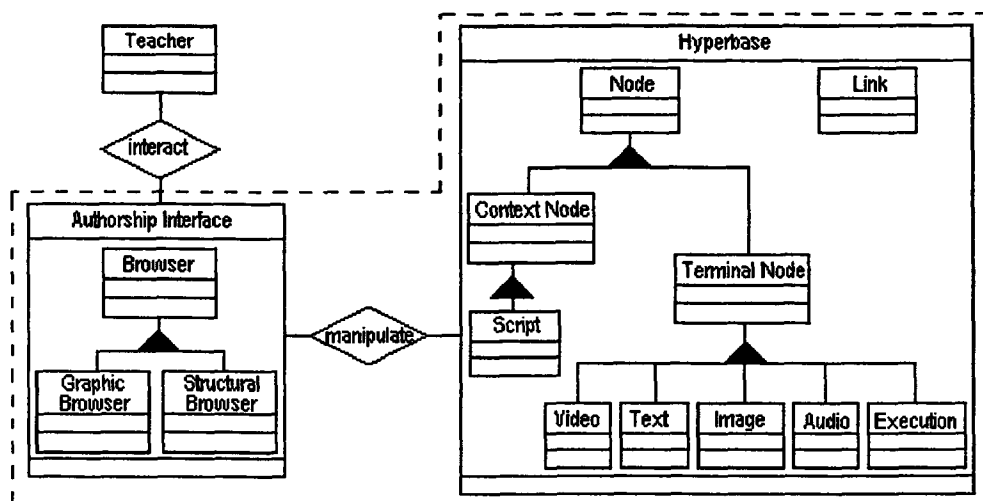 Teacher
interact
Authorship Interface
Browser
Graphic
Browser
Structural
Browser
manipulate
Hyperbase
Node
Link
Context Node
Script
Terminal Node
Video
Text
Image
Audio
Execution